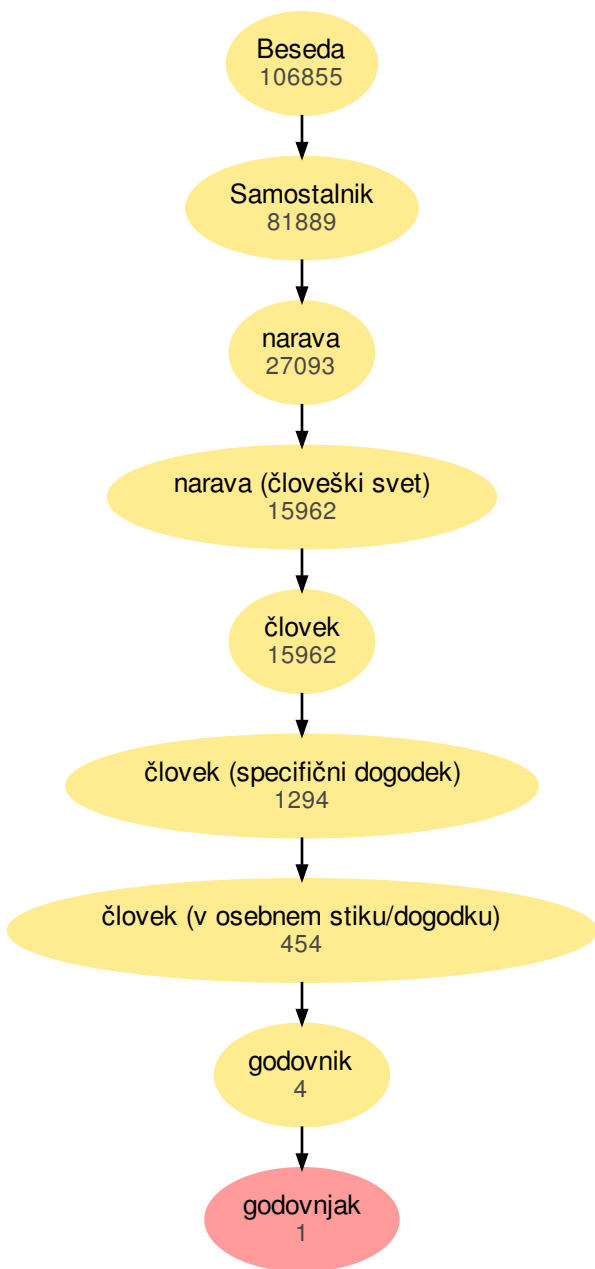 Beseda
106855
Samostalnik
81889
narava
27093
narava (človeški svet)
15962
človek
15962
človek (specifični dogodek)
1294
človek (v osebnem stiku/dogodku)
454
godovnik
4
godovnjak
1